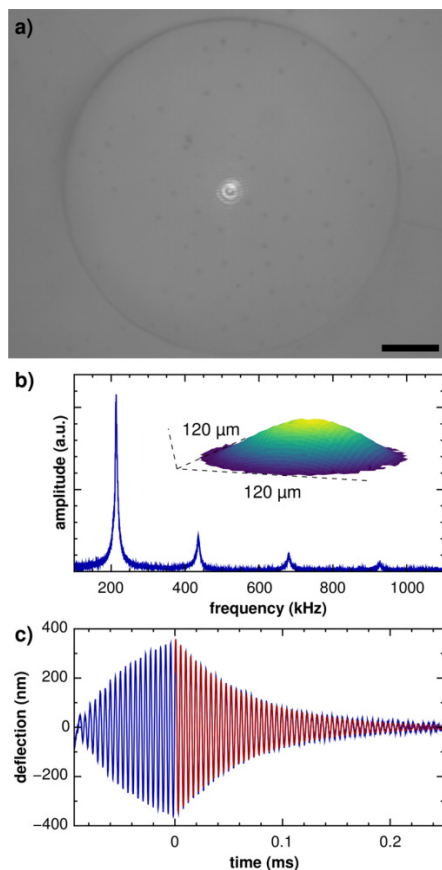 a)
b)
amplitude (a.u.)
120 μm
120 μm
200 400 600 800 1000
frequency (kHz)
c)
deflection (nm)
400
200
0
−200
−400
0 0.1 0.2
time (ms)